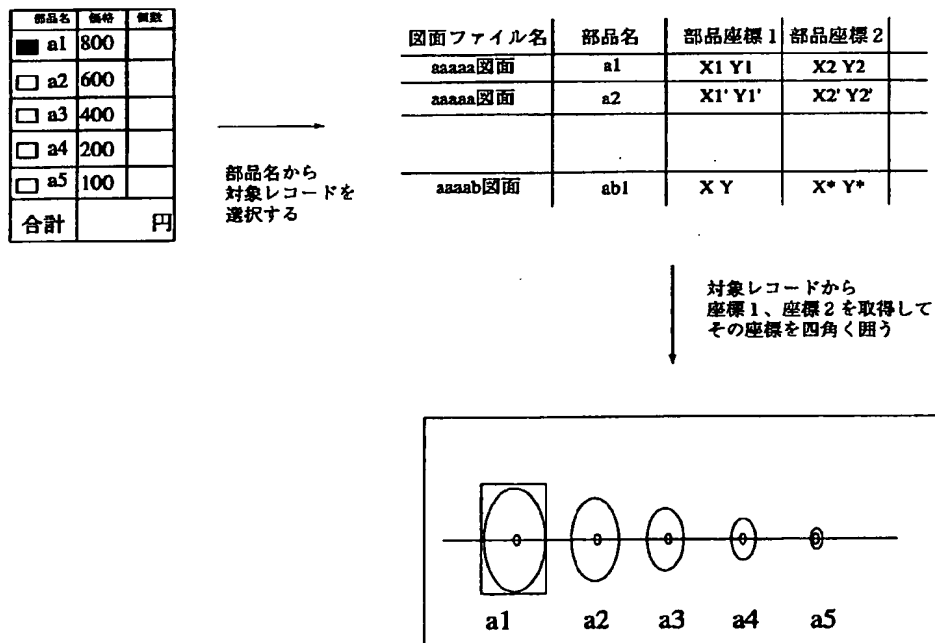 部品名 価格 個数
a1 800
a2 600
a3 400
a4 200
a5 100
合計 円
部品名から
対象レコードを
選択する
図面ファイル名 部品名 部品座標1 部品座標2
aaaaa図面 a1 X1 Y1 X2 Y2
aaaaa図面 a2 X1' Y1' X2' Y2'
aaaab図面 ab1 X Y X* Y*
対象レコードから
座標1、座標2を取得して
その座標を四角く囲う
a1 a2 a3 a4 a5